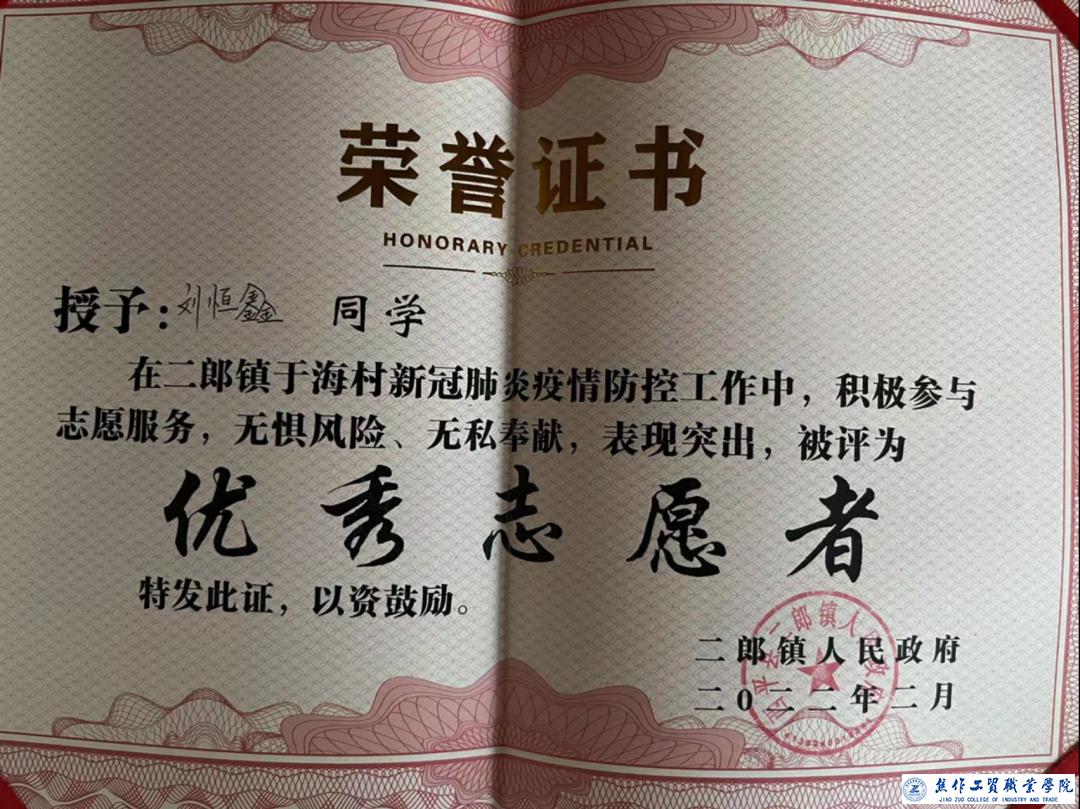 荣誉证书
HONORARY CREDENTIAL
授予:刘恒鑫 同学
在二郎镇于海村新冠肺炎疫情防控工作中，积极参与
志愿服务，无惧风险、无私奉献，表现突出，被评为
优秀志愿者
特发此证，以资鼓励。
二郎镇人民政府
二0二二年二月
焦作工贸职业学院
JIAO ZUO COLLEGE OF INDUSTRY AND TRADE